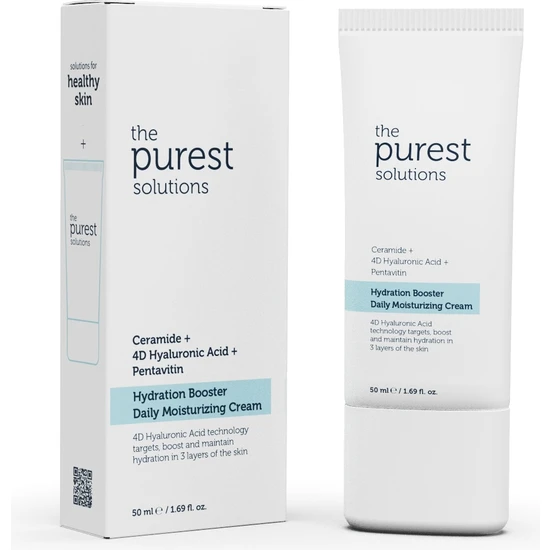 solutions for
healthy
skin
+
the
purest
solutions
the
purest
solutions
Ceramide +
4D Hyaluronic Acid +
Pentavitin
Hydration Booster
Daily Moisturizing Cream
4D Hyaluronic Acid technology
targets, boost and maintain
hydration in 3 layers of the skin
50 ml ℮ / 1.69 fl. oz.
the
purest
solutions
Ceramide +
4D Hyaluronic Acid +
Pentavitin
Hydration Booster
Daily Moisturizing Cream
4D Hyaluronic Acid
technology targets, boost
and maintain hydration in
3 layers of the skin
50 ml ℮ / 1.69 fl. oz.